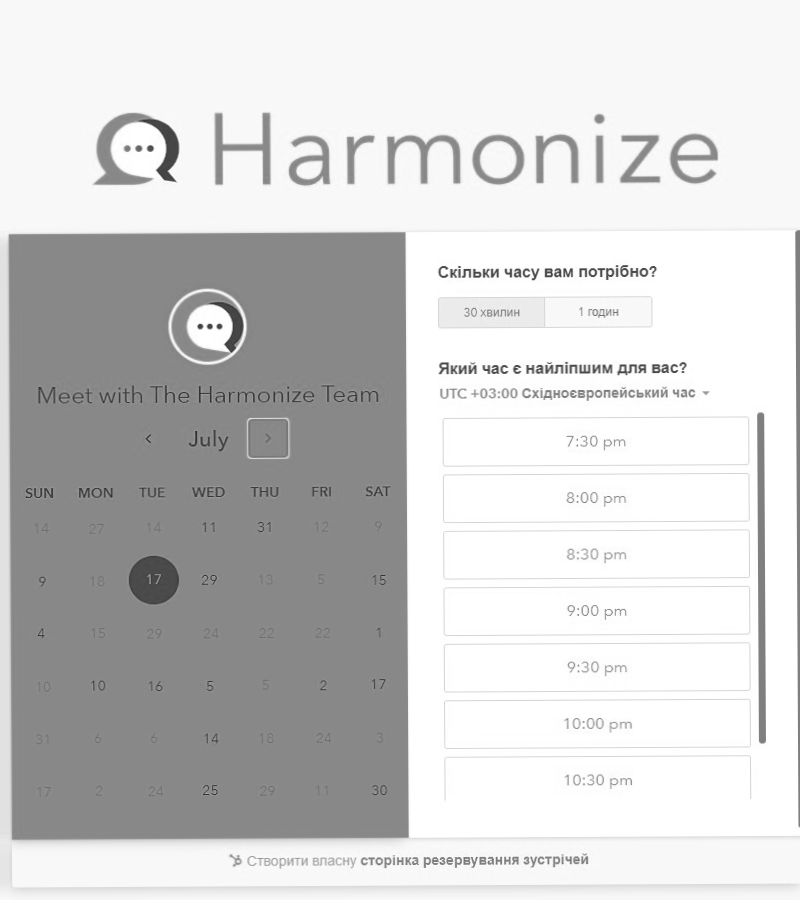 Harmonize
Meet with The Harmonize Team
July
SUN MON TUE WED THU FRI SAT
14 27 14 11 31 12 9
9 18 17 29 13 5 15
4 15 29 24 22 22 1
10 10 16 5 5 2 17
31 6 6 14 18 24 3
17 2 24 25 29 11 30
Скільки часу вам потрібно?
30 хвилин 1 годин
Який час є найліпшим для вас?
UTC +03:00 Східноєвропейський час
7:30 pm
8:00 pm
8:30 pm
9:00 pm
9:30 pm
10:00 pm
10:30 pm
Створити власну сторінка резервування зустрічей